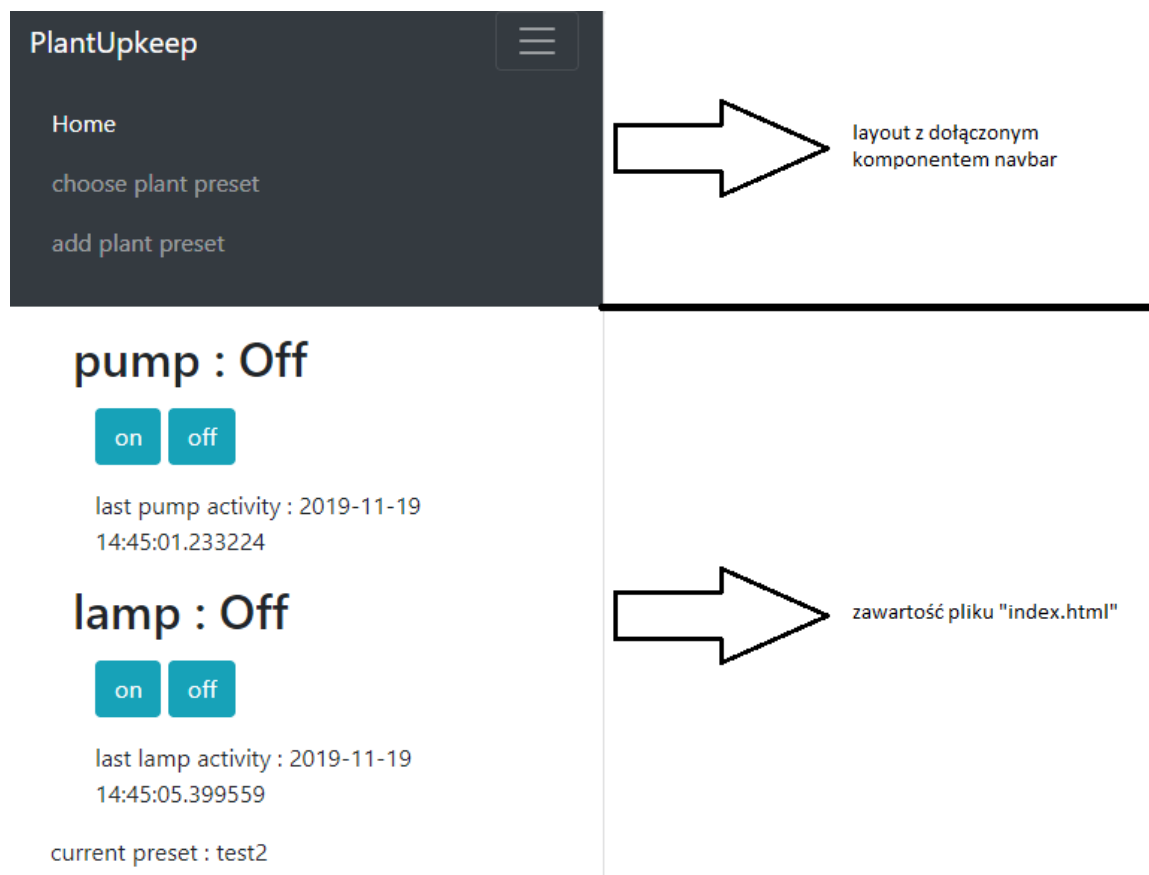 PlantUpkeep
Home
choose plant preset
add plant preset
layout z dołączonym
komponentem navbar
pump : Off
on off
last pump activity : 2019-11-19
14:45:01.233224
lamp : Off
on off
last lamp activity : 2019-11-19
14:45:05.399559
current preset : test2
zawartość pliku "index.html"